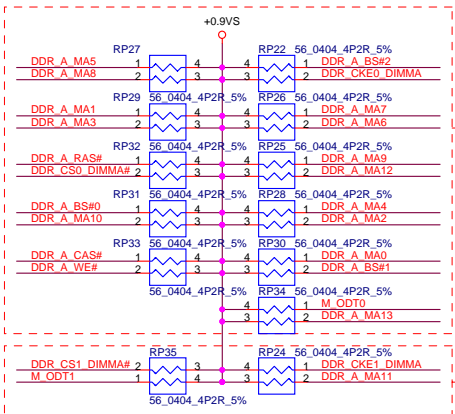 +0.9VS
RP27 RP22 56_0404_4P2R_5%
DDR_A_MA5 1 4 4 1 DDR_A_BS#2
DDR_A_MA8 2 3 3 2 DDR_CKE0_DIMMA
RP29 56_0404_4P2R_5% RP26 56_0404_4P2R_5%
DDR_A_MA1 1 4 4 1 DDR_A_MA7
DDR_A_MA3 2 3 3 2 DDR_A_MA6
RP32 56_0404_4P2R_5% RP25 56_0404_4P2R_5%
DDR_A_RAS# 1 4 4 1 DDR_A_MA9
DDR_CS0_DIMMA# 2 3 3 2 DDR_A_MA12
RP31 56_0404_4P2R_5% RP28 56_0404_4P2R_5%
DDR_A_BS#0 1 4 4 1 DDR_A_MA4
DDR_A_MA10 2 3 3 2 DDR_A_MA2
RP33 56_0404_4P2R_5% RP30 56_0404_4P2R_5%
DDR_A_CAS# 1 4 4 1 DDR_A_MA0
DDR_A_WE# 2 3 3 2 DDR_A_BS#1
56_0404_4P2R_5% RP34 56_0404_4P2R_5%
4 1 M_ODT0
3 2 DDR_A_MA13
RP35 RP24 56_0404_4P2R_5%
DDR_CS1_DIMMA# 2 3 4 1 DDR_CKE1_DIMMA
M_ODT1 1 4 3 2 DDR_A_MA11
56_0404_4P2R_5%